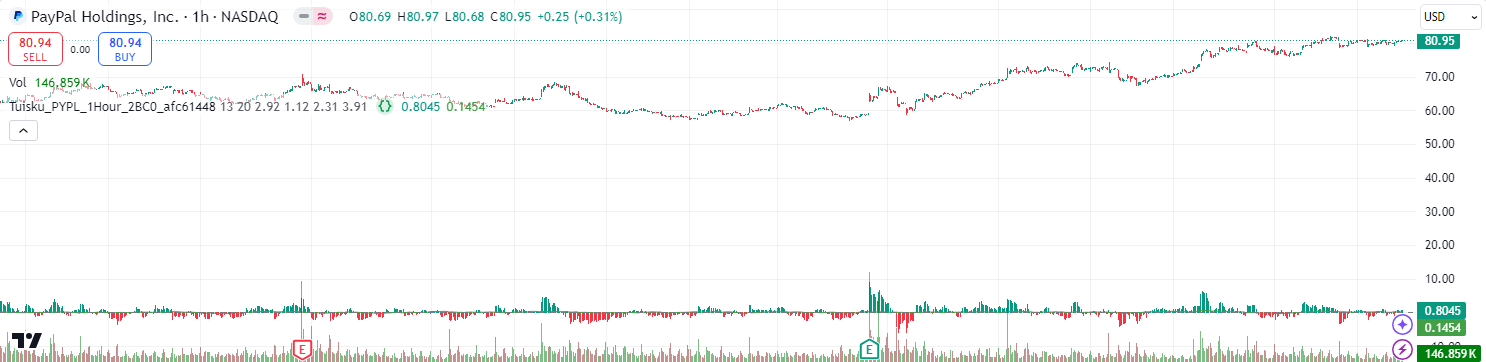 PayPal Holdings, Inc. · 1h · NASDAQ O80.69 H80.97 L80.68 C80.95 +0.25 (+0.31%)
USD
80.94 SELL
0.00
80.94 BUY
80.95
Vol 146.859K
70.00
Tuisku_PYPL_1Hour_2BC0_afc61448 13 20 2.92 1.12 2.31 3.91 0.8045 0.1454
60.00
50.00
40.00
30.00
20.00
10.00
0.8045
0.1454
E
E
146.859K